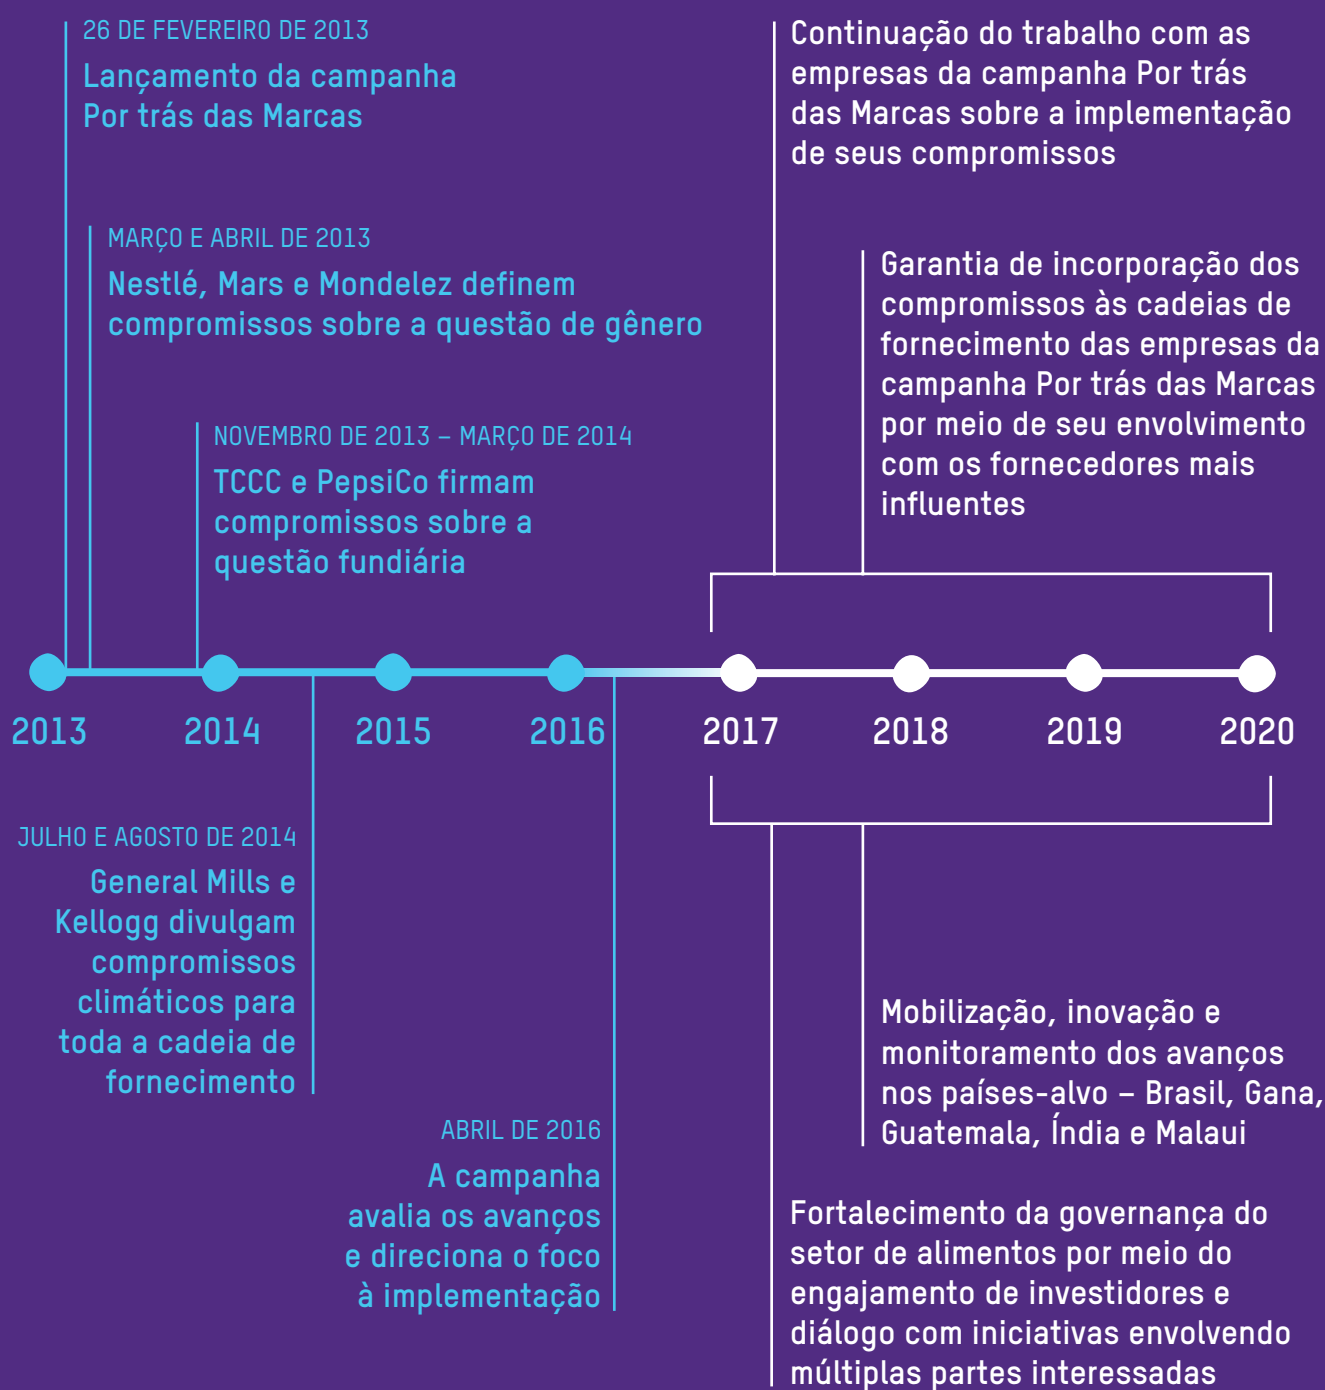 26 DE FEVEREIRO DE 2013
Lançamento da campanha
Por trás das Marcas
MARÇO E ABRIL DE 2013
Nestlé, Mars e Mondelez definem
compromissos sobre a questão de gênero
NOVEMBRO DE 2013 – MARÇO DE 2014
TCCC e PepsiCo firmam
compromissos sobre a
questão fundiária
Continuação do trabalho com as
empresas da campanha Por trás
das Marcas sobre a implementação
de seus compromissos
Garantia de incorporação dos
compromissos às cadeias de
fornecimento das empresas da
campanha Por trás das Marcas
por meio de seu envolvimento
com os fornecedores mais
influentes
2013 2014 2015 2016 2017 2018 2019 2020
JULHO E AGOSTO DE 2014
General Mills e
Kellogg divulgam
compromissos
climáticos para
toda a cadeia de
fornecimento
ABRIL DE 2016
A campanha
avalia os avanços
e direciona o foco
à implementação
Mobilização, inovação e
monitoramento dos avanços
nos países-alvo – Brasil, Gana,
Guatemala, Índia e Malaui
Fortalecimento da governança do
setor de alimentos por meio do
engajamento de investidores e
diálogo com iniciativas envolvendo
múltiplas partes interessadas